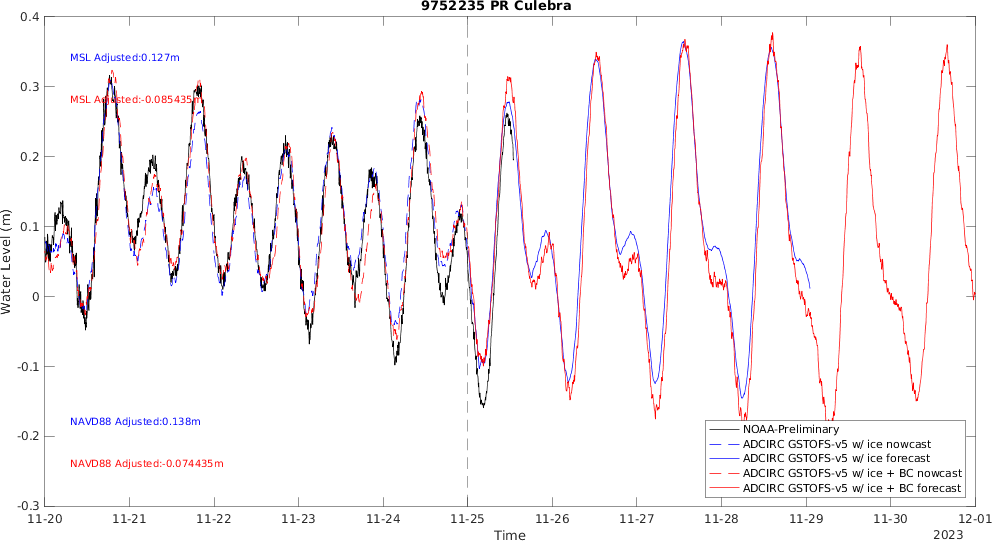 9752235 PR Culebra
0.4
MSL Adjusted:0.127m
0.3
MSL Adjusted:-0.085435m
0.2
0.1
0
-0.1
-0.2
-0.3
Water Level (m)
NAVD88 Adjusted:0.138m
NAVD88 Adjusted:-0.074435m
NOAA-Preliminary
ADCIRC GSTOFS-v5 w/ ice nowcast
ADCIRC GSTOFS-v5 w/ ice forecast
ADCIRC GSTOFS-v5 w/ ice + BC nowcast
ADCIRC GSTOFS-v5 w/ ice + BC forecast
11-20 11-21 11-22 11-23 11-24 11-25 11-26 11-27 11-28 11-29 11-30 12-01
Time
2023